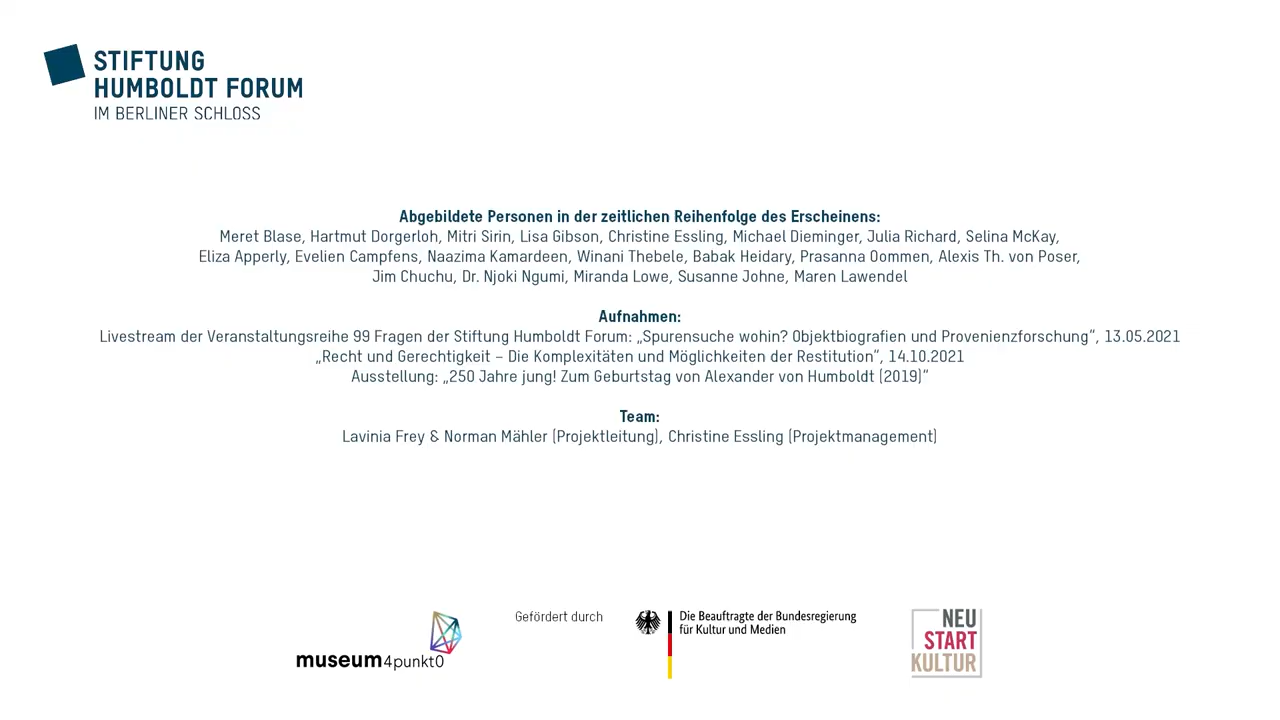 STIFTUNG
HUMBOLDT FORUM
IM BERLINER SCHLOSS
Abgebildete Personen in der zeitlichen Reihenfolge des Erscheinens:
Meret Blase, Hartmut Dorgerloh, Mitri Sirin, Lisa Gibson, Christine Essling, Michael Dieminger, Julia Richard, Selina McKay,
Eliza Apperly, Evelien Campfens, Naazima Kamardeen, Winani Thebele, Babak Heidary, Prasanna Oommen, Alexis Th. von Poser,
Jim Chuchu, Dr. Njoki Ngumi, Miranda Lowe, Susanne Johne, Maren Lawendel
Aufnahmen:
Livestream der Veranstaltungsreihe 99 Fragen der Stiftung Humboldt Forum: „Spurensuche wohin? Objektbiografien und Provenienzforschung“, 13.05.2021
„Recht und Gerechtigkeit – Die Komplexitäten und Möglichkeiten der Restitution“, 14.10.2021
Ausstellung: „250 Jahre jung! Zum Geburtstag von Alexander von Humboldt (2019)“
Team:
Lavinia Frey & Norman Mähler (Projektleitung), Christine Essling (Projektmanagement)
museum4punkt0
Gefördert durch
Die Beauftragte der Bundesregierung
für Kultur und Medien
NEU
START
KULTUR